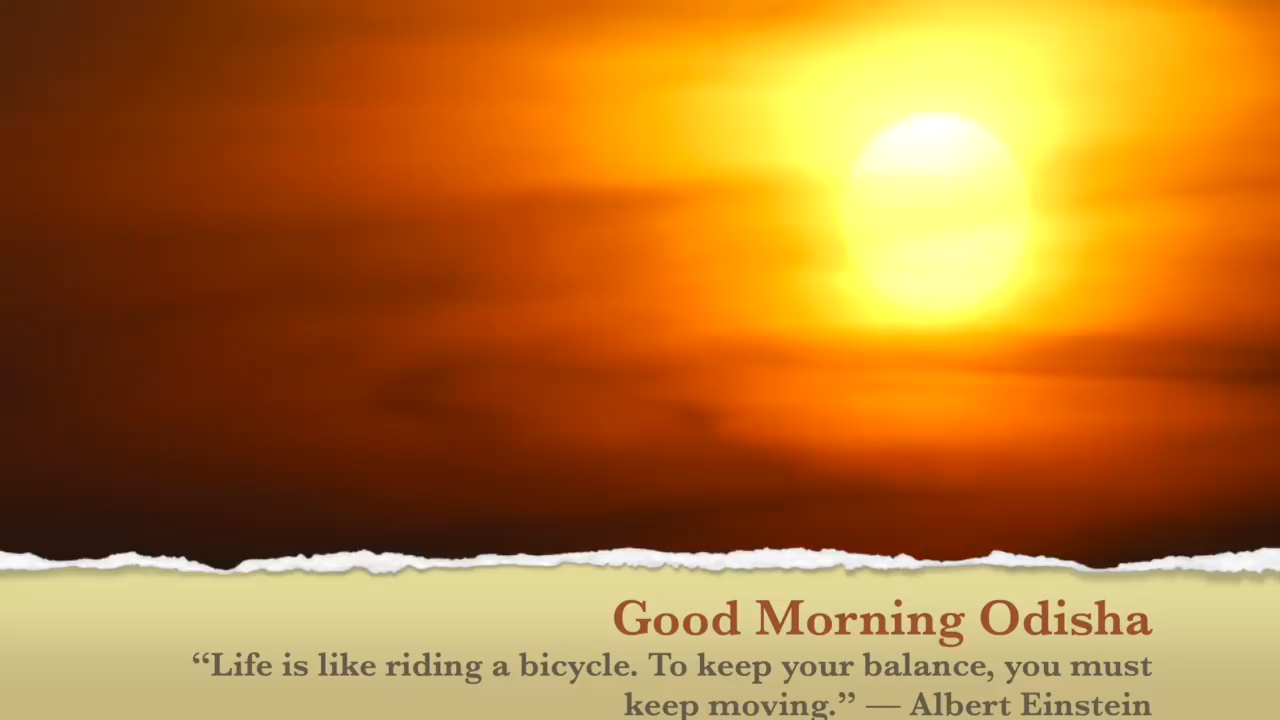 Good Morning Odisha
“Life is like riding a bicycle. To keep your balance, you must
keep moving.” — Albert Einstein